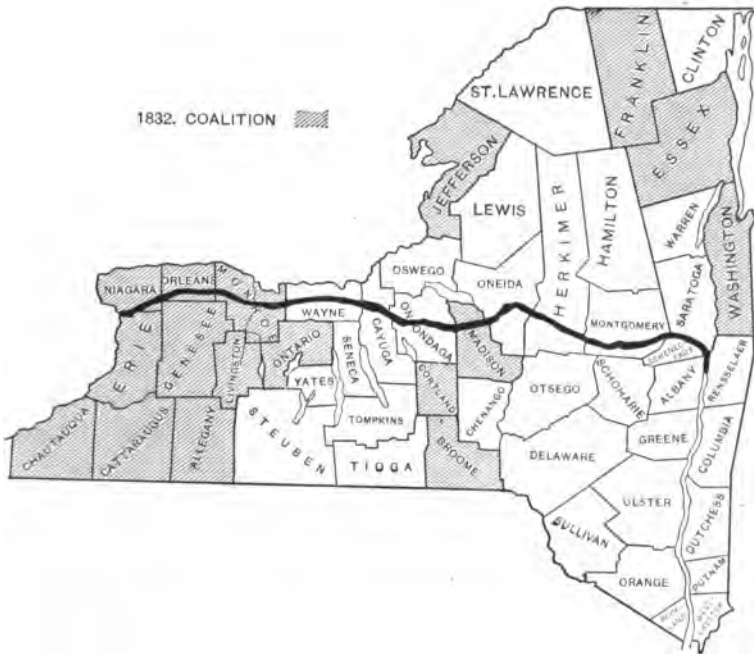 1832. COALITION
FRANKLIN
CLINTON
ST. LAWRENCE
ESSEX
JEFFERSON
LEWIS
HERKIMER
HAMILTON
WARREN
WASHINGTON
OSWEGO
ONEIDA
SARATOGA
NIAGARA
ORLEANS
MONROE
WAYNE
CAYUGA
ONONDAGA
MADISON
MONTGOMERY
SCHENECTADY
RENSSELAER
ERIE
GENESEE
LIVINGSTON
ONTARIO
SENECA
YATES
CORTLAND
CHENANGO
OTSEGO
SCHOHARIE
ALBANY
CHAUTAUQUA
CATTARAUGUS
ALLEGANY
STEUBEN
TOMPKINS
TIOGA
BROOME
DELAWARE
GREENE
COLUMBIA
ULSTER
SULLIVAN
DUTCHESS
ORANGE
PUTNAM